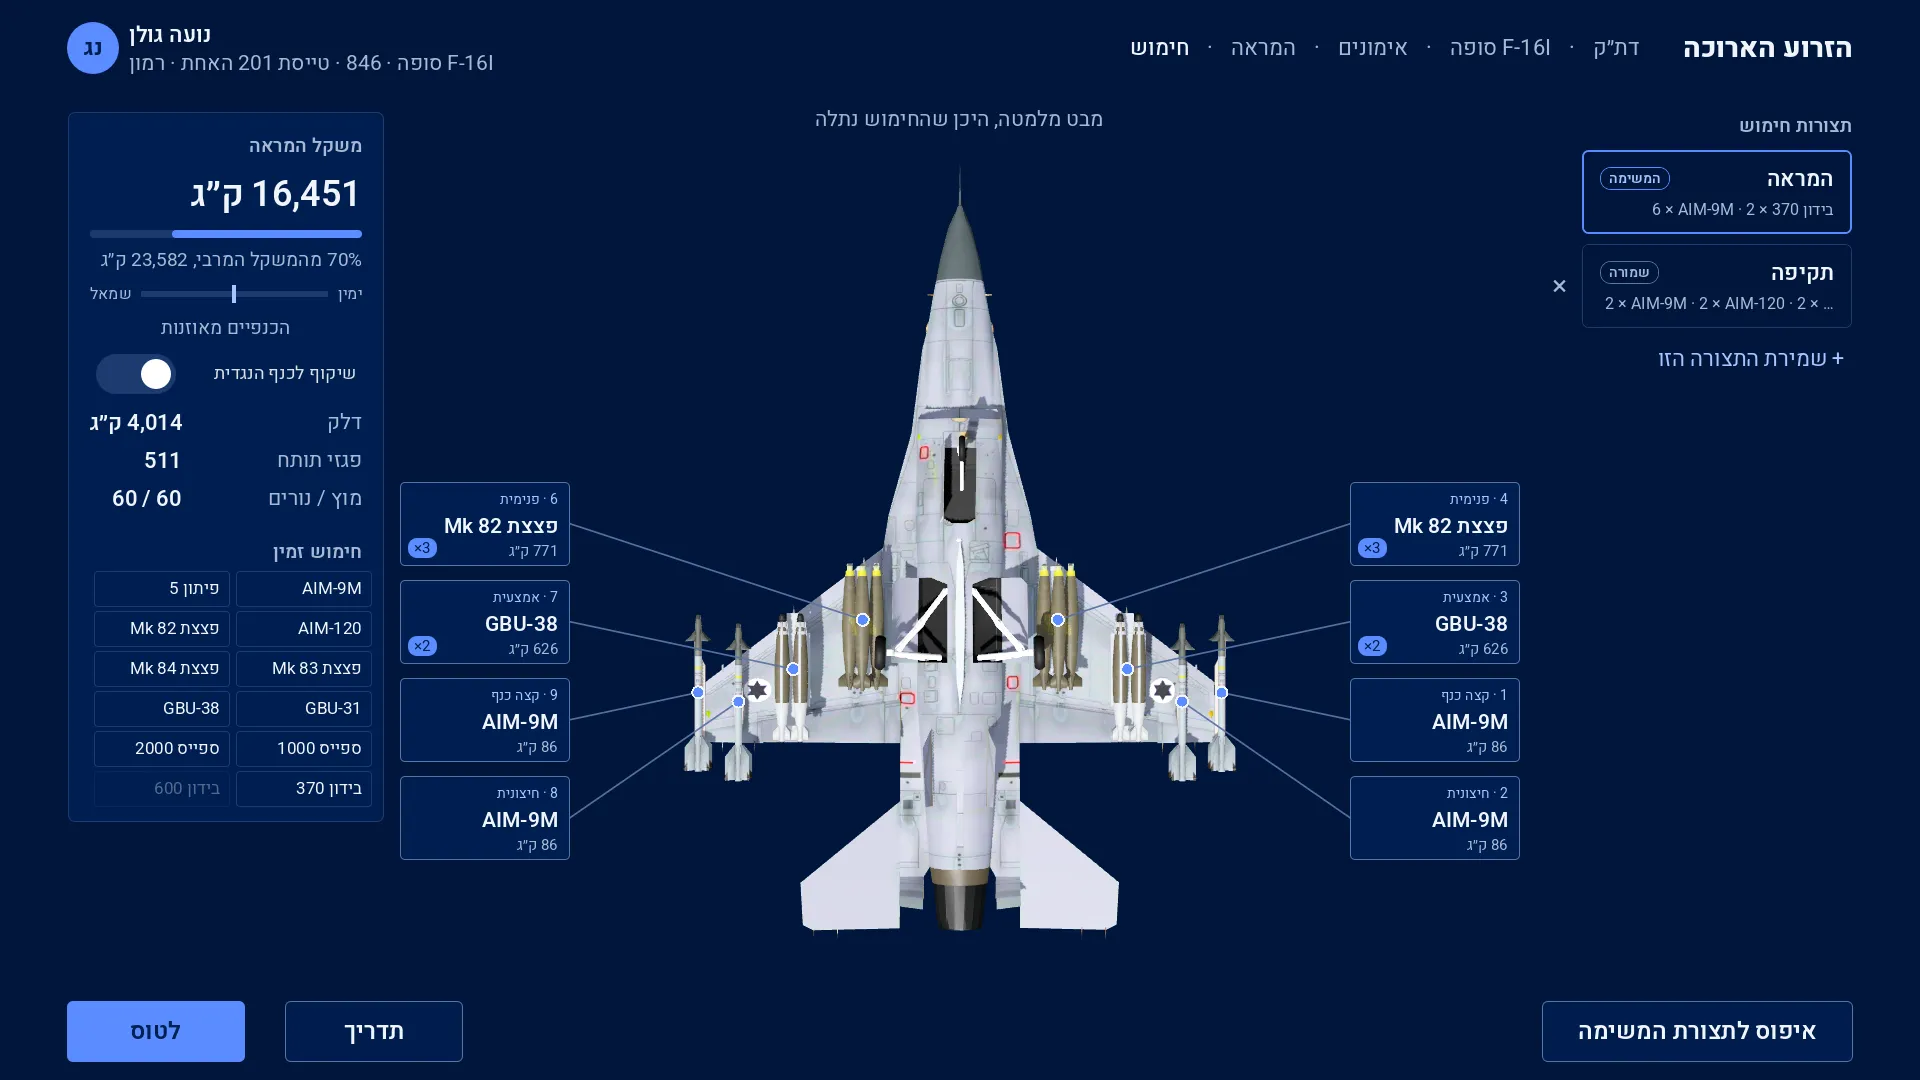 הזרוע הארוכה
דת״ק · F-16I סופה · אימונים · המראה · חימוש
נועה גולן
F-16I סופה · 846 · טייסת 201 האחת · רמון
נג
תצורות חימוש
המראה
המשימה
בידון 370 × 2 · AIM-9M × 6
תקיפה
שמורה
2 × AIM-9M · 2 × AIM-120 · 2 × …
×
+ שמירת התצורה הזו
מבט מלמטה, היכן שהחימוש נתלה
4 · פנימית
פצצת Mk 82
771 ק״ג
×3
3 · אמצעית
GBU-38
626 ק״ג
×2
1 · קצה כנף
AIM-9M
86 ק״ג
2 · חיצונית
AIM-9M
86 ק״ג
6 · פנימית
פצצת Mk 82
771 ק״ג
×3
7 · אמצעית
GBU-38
626 ק״ג
×2
9 · קצה כנף
AIM-9M
86 ק״ג
8 · חיצונית
AIM-9M
86 ק״ג
משקל המראה
16,451 ק״ג
70% מהמשקל המרבי, 23,582 ק״ג
ימין
שמאל
הכנפיים מאוזנות
שיקוף לכנף הנגדית
דלק 4,014 ק״ג
פגזי תותח 511
מוץ / נורים 60 / 60
חימוש זמין
AIM-9M
פיתון 5
AIM-120
פצצת Mk 82
פצצת Mk 83
פצצת Mk 84
GBU-31
GBU-38
ספייס 1000
ספייס 2000
בידון 370
בידון 600
איפוס לתצורת המשימה
תדריך
לטוס